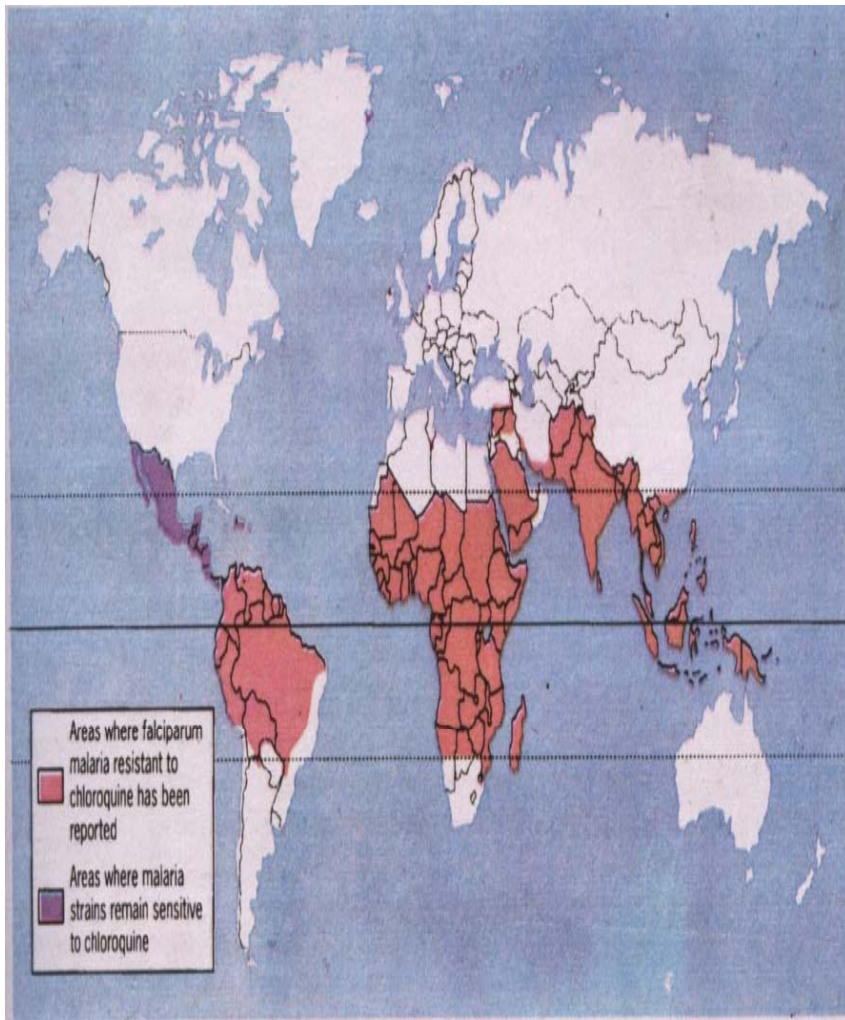 Areas where falciparum
malaria resistant to
chloroquine has been
reported
Areas where malaria
strains remain sensitive
to chloroquine